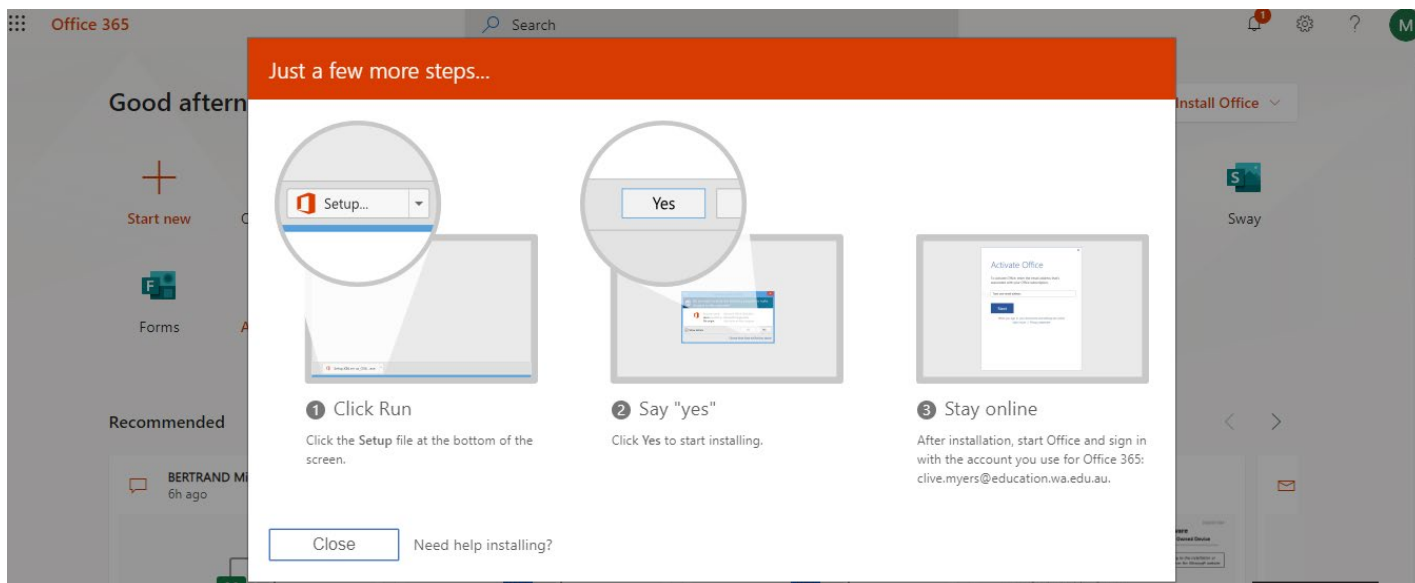 Office 365
Search
1
?
M
Just a few more steps...
Good aftern
Install Office
Setup...
Yes
S
Start new
C
Sway
Activate Office
F
Forms
A
1 Click Run
2 Say "yes"
3 Stay online
Recommended
Click the Setup file at the bottom of the
screen.
Click Yes to start installing.
After installation, start Office and sign in
with the account you use for Office 365:
clive.myers@education.wa.edu.au.
BERTRAND Mi
6h ago
Close
Need help installing?